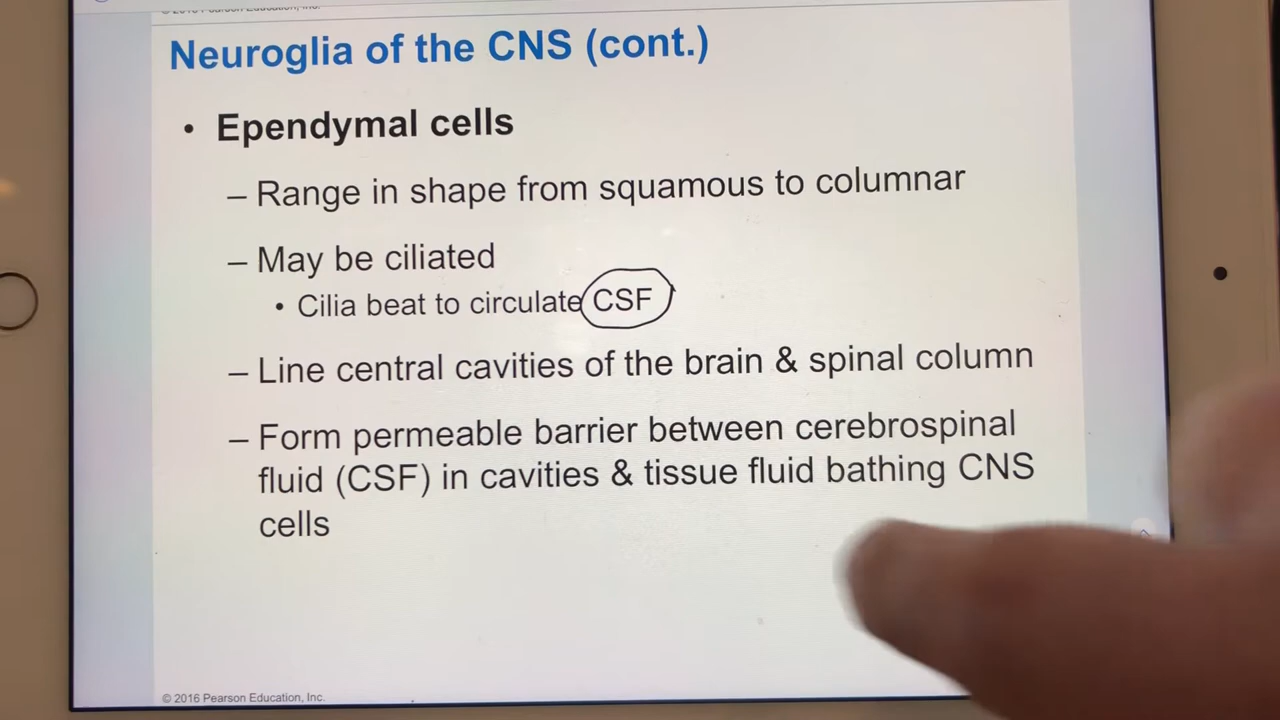 Neuroglia of the CNS (cont.)
• Ependymal cells
– Range in shape from squamous to columnar
– May be ciliated
• Cilia beat to circulate CSF
– Line central cavities of the brain & spinal column
– Form permeable barrier between cerebrospinal
fluid (CSF) in cavities & tissue fluid bathing CNS
cells
© 2016 Pearson Education, Inc.